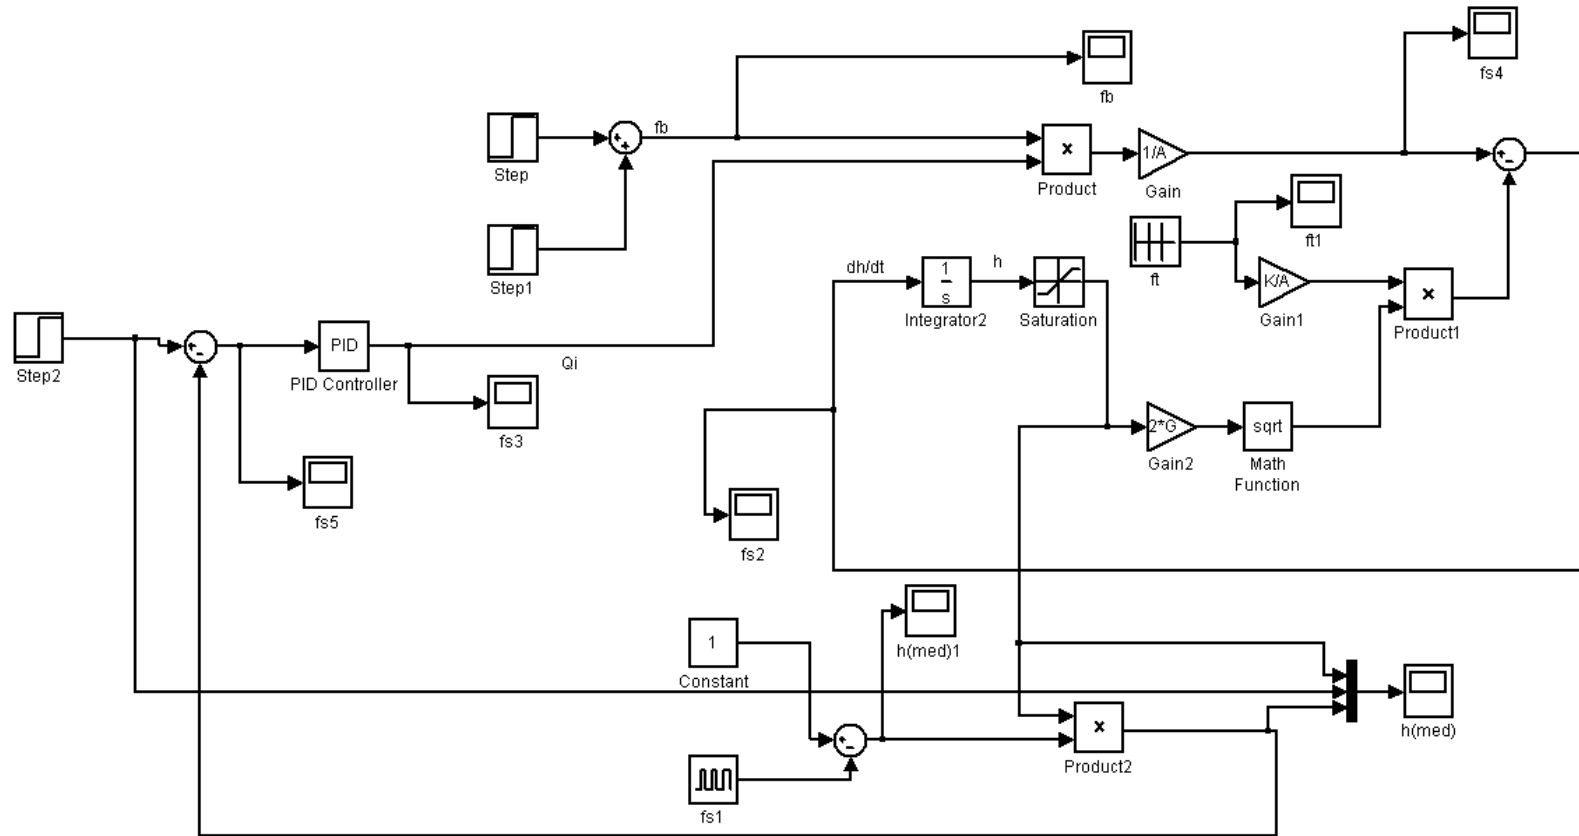 fs4
fb
fb
Step
Product
1/A
Gain
Step1
ft1
ft
K/A
Gain1
Product1
dh/dt
1
s
Integrator2
h
Saturation
Step2
PID
PID Controller
Qi
fs3
2*G
Gain2
sqrt
Math
Function
fs5
fs2
h(med)1
1
Constant
Product2
h(med)
fs1